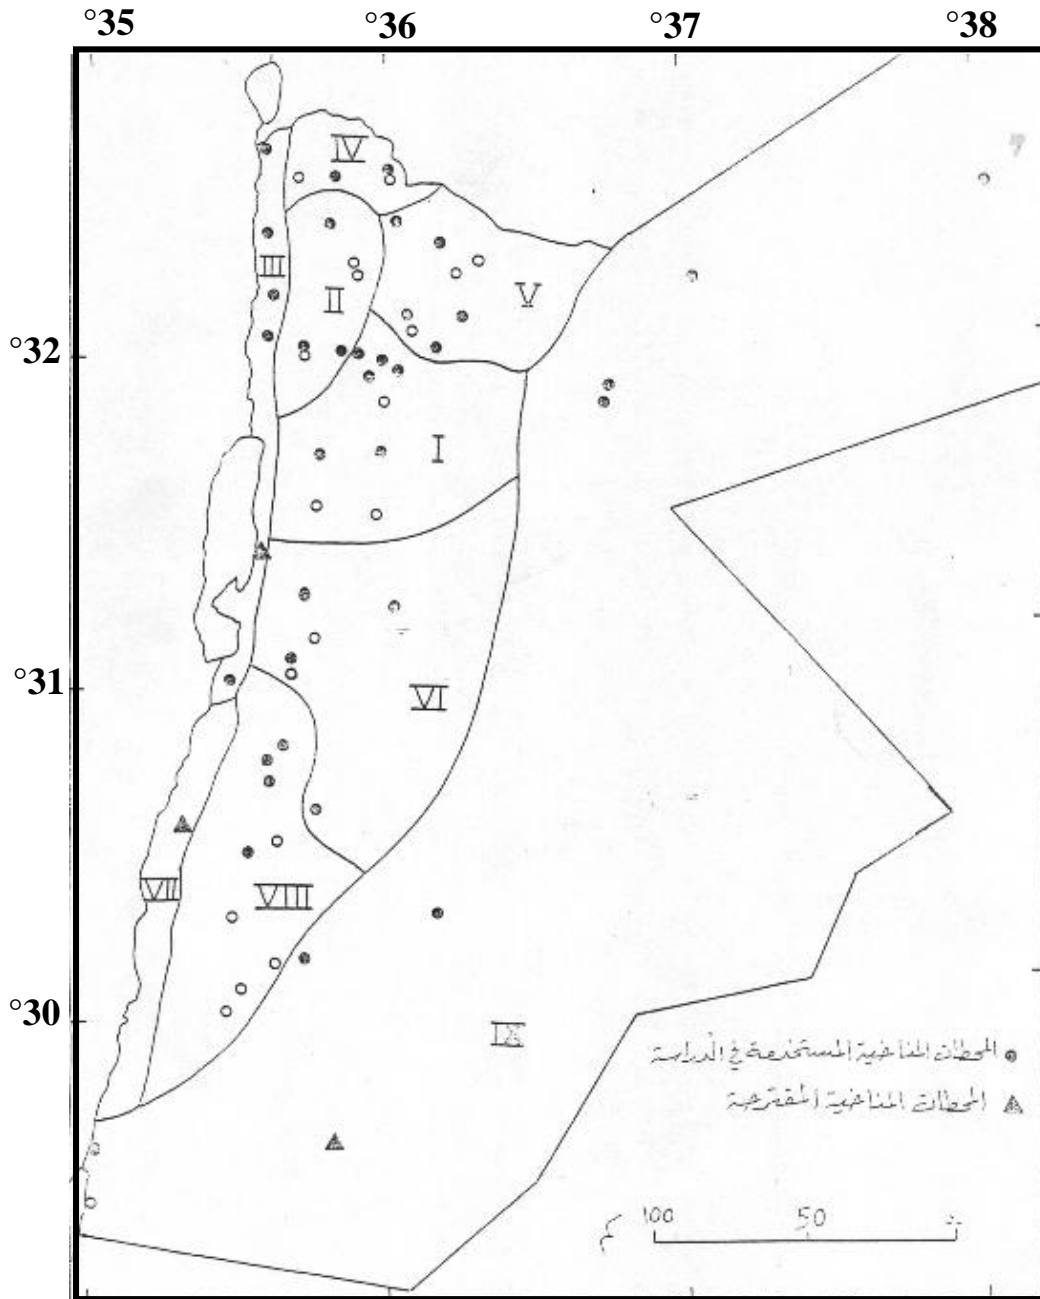 °35 °36 °37 °38
IV
III
II
V
°32
I
°31
VI
VII
VIII
°30
IX
المحطات المناخية المستخدمة في الدراسة
المحطات المناخية المقترحة
100 50